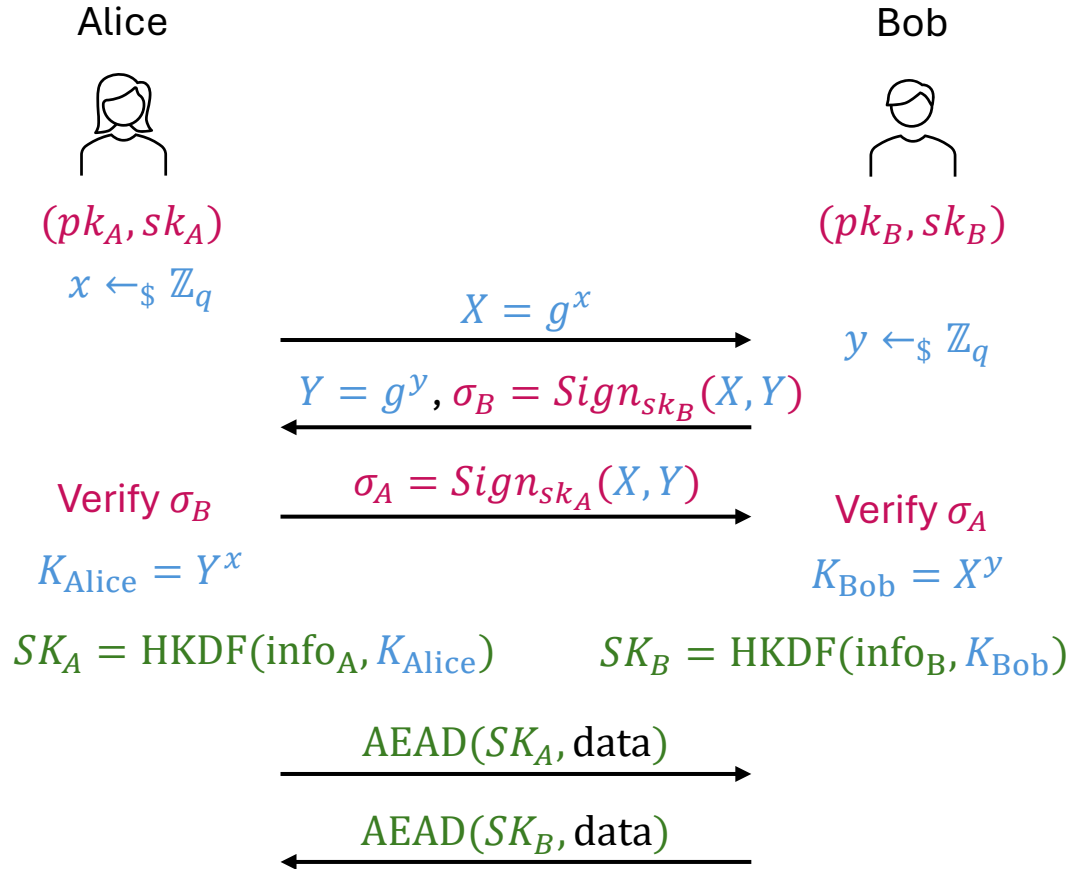 Alice Bob
(pk_A, sk_A) (pk_B, sk_B)
x ←_$ ℤ_q
X = g^x
y ←_$ ℤ_q
Y = g^y, σ_B = Sign_{sk_B}(X, Y)
σ_A = Sign_{sk_A}(X, Y)
Verify σ_B Verify σ_A
K_Alice = Y^x K_Bob = X^y
SK_A = HKDF(info_A, K_Alice) SK_B = HKDF(info_B, K_Bob)
AEAD(SK_A, data)
AEAD(SK_B, data)